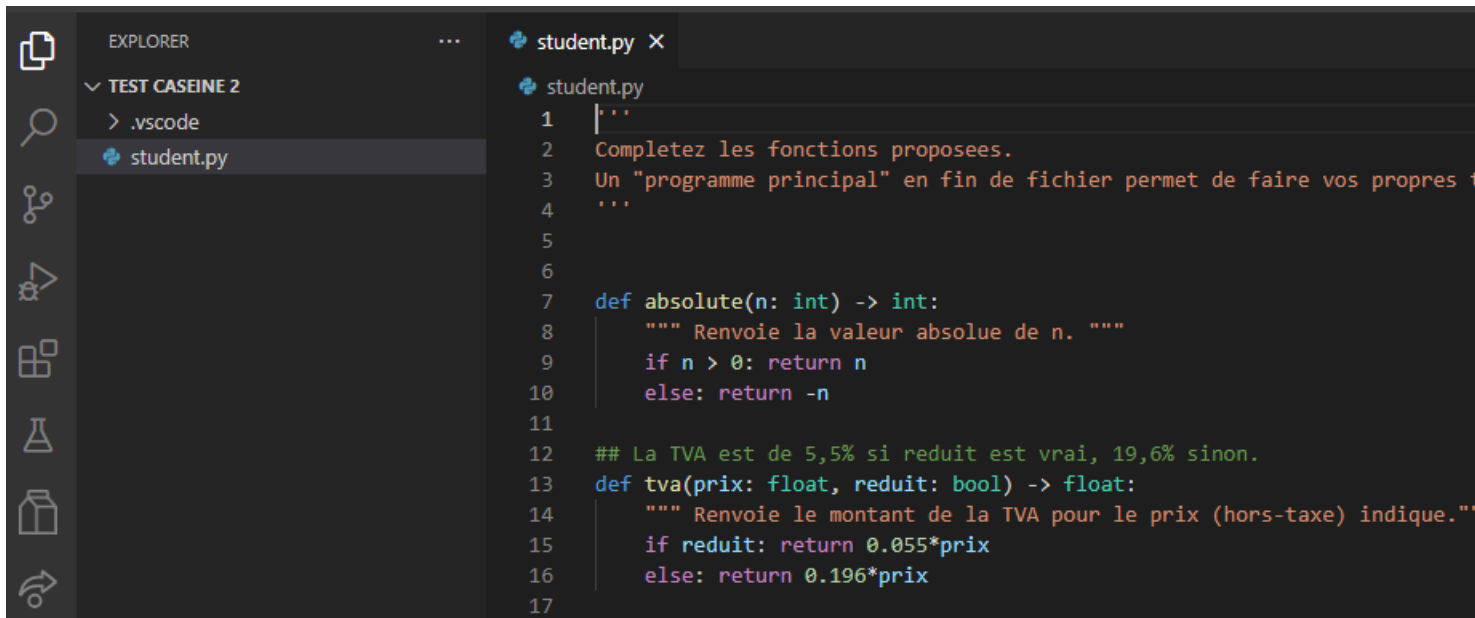 EXPLORER
TEST CASEINE 2
.vscode
student.py
student.py
student.py
1 '''
2 Completez les fonctions proposees.
3 Un "programme principal" en fin de fichier permet de faire vos propres
4 '''
5
6
7 def absolute(n: int) -> int:
8 """ Renvoie la valeur absolue de n. """
9 if n > 0: return n
10 else: return -n
11
12 ## La TVA est de 5,5% si reduit est vrai, 19,6% sinon.
13 def tva(prix: float, reduit: bool) -> float:
14 """ Renvoie le montant de la TVA pour le prix (hors-taxe) indique.""
15 if reduit: return 0.055*prix
16 else: return 0.196*prix
17